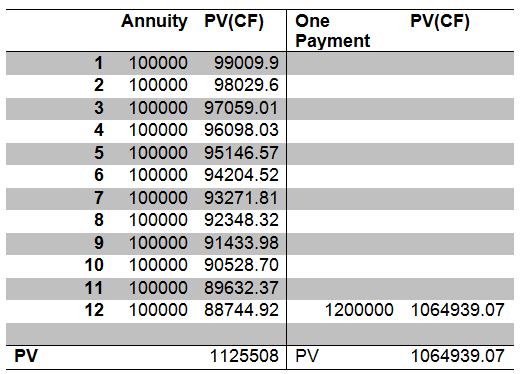 Annuity PV(CF) One Payment PV(CF)
1 100000 99009.9
2 100000 98029.6
3 100000 97059.01
4 100000 96098.03
5 100000 95146.57
6 100000 94204.52
7 100000 93271.81
8 100000 92348.32
9 100000 91433.98
10 100000 90528.70
11 100000 89632.37
12 100000 88744.92 1200000 1064939.07
PV 1125508 PV 1064939.07